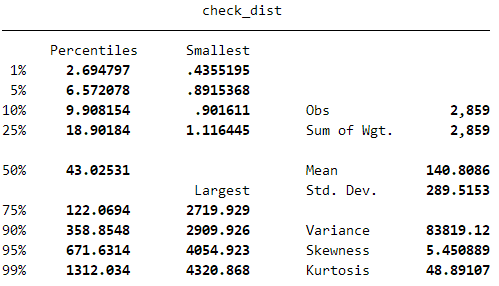 check_dist
Percentiles Smallest
1% 2.694797 .4355195
5% 6.572078 .8915368
10% 9.908154 .901611 Obs 2,859
25% 18.90184 1.116445 Sum of Wgt. 2,859
50% 43.02531 Mean 140.8086
Largest Std. Dev. 289.5153
75% 122.0694 2719.929
90% 358.8548 2909.926 Variance 83819.12
95% 671.6314 4054.923 Skewness 5.450889
99% 1312.034 4320.868 Kurtosis 48.89107